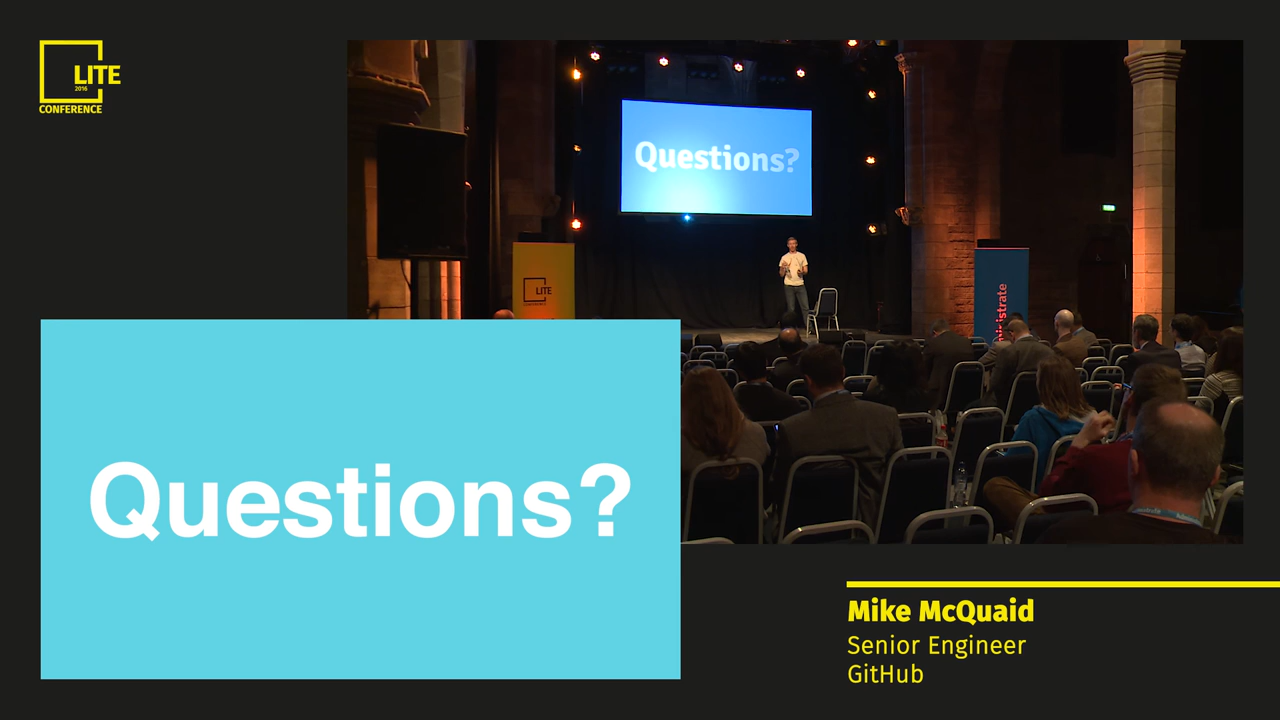 LITE
2016
CONFERENCE
Questions?
LITE
Questions?
Mike McQuaid
Senior Engineer
GitHub